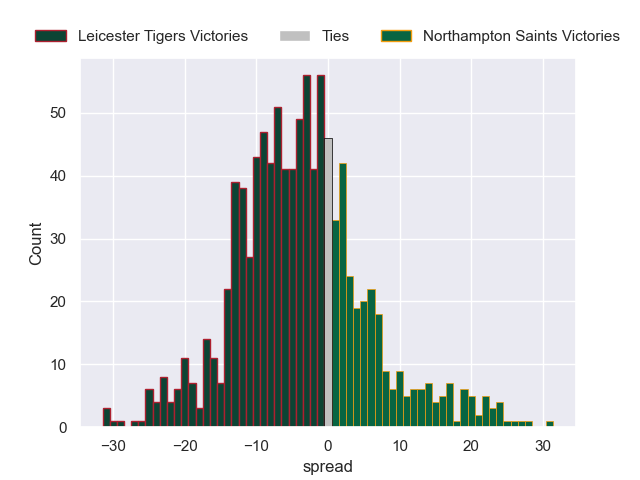 Leicester Tigers Victories Ties Northampton Saints Victories
50
40
30
20
10
0
−30 −20 −10 0 10 20 30
Count
spread